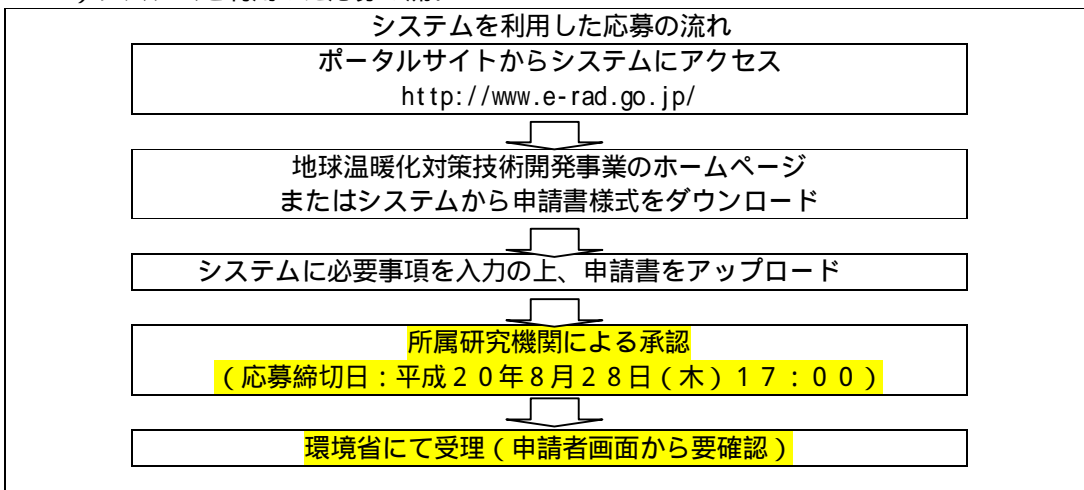 システムを利用した応募の流れ
ポータルサイトからシステムにアクセス
http://www.e-rad.go.jp/
地球温暖化対策技術開発事業のホームページ
またはシステムから申請書様式をダウンロード
システムに必要事項を入力の上、申請書をアップロード
所属研究機関による承認
(応募締切日:平成20年8月28日(木)17:00)
環境省にて受理(申請者画面から要確認)